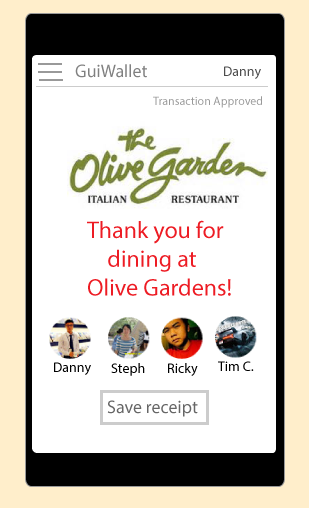 GuiWallet Danny
Transaction Approved
the
Olive Garden
ITALIAN RESTAURANT
Thank you for
dining at
Olive Gardens!
Danny Steph Ricky Tim C.
Save receipt